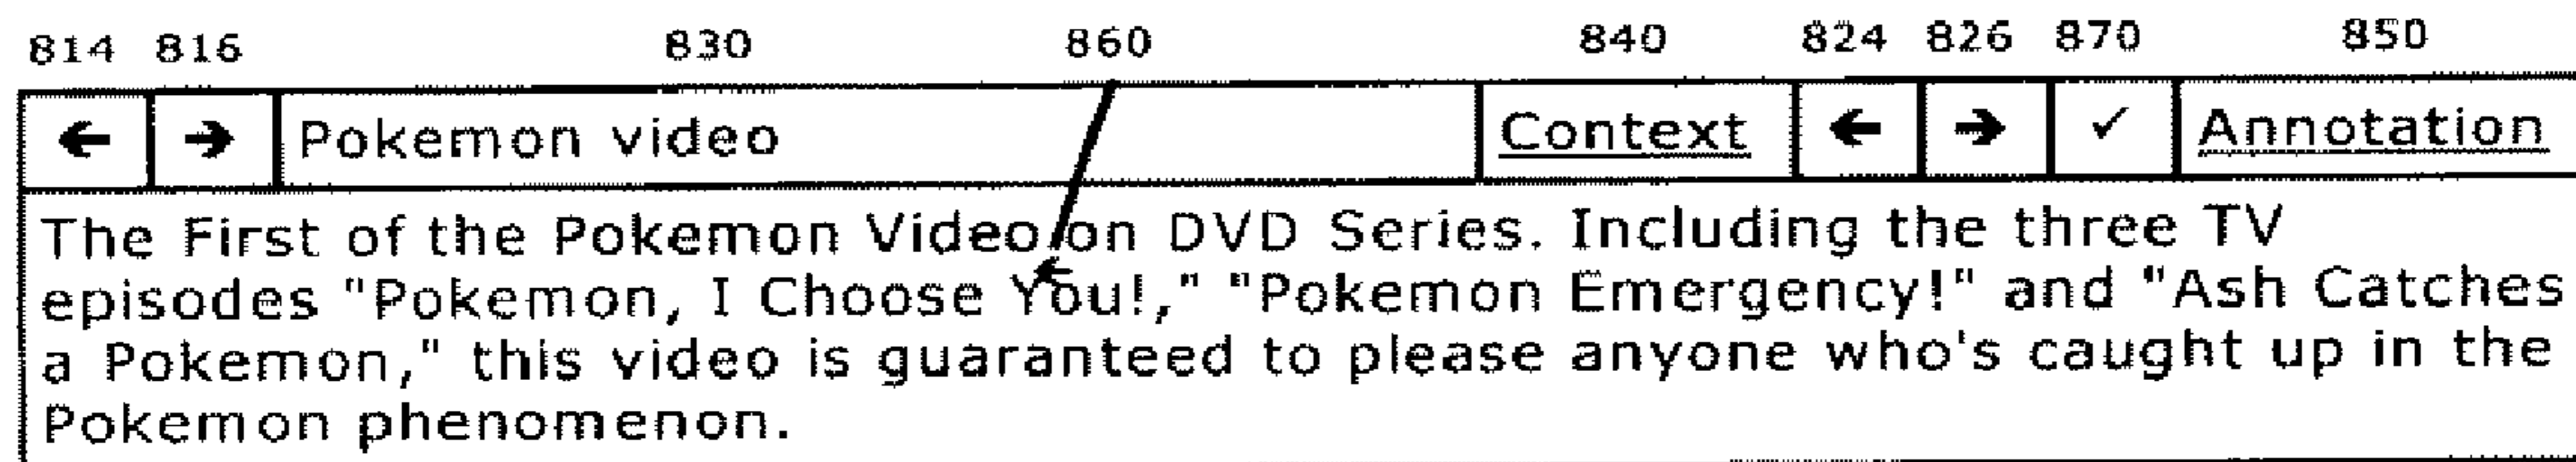 814 816 830 860 840 824 826 870 850
← → Pokemon video Context ← → ✓ Annotation
The First of the Pokemon Video on DVD Series. Including the three TV
episodes "Pokemon, I Choose You!," "Pokemon Emergency!" and "Ash Catches
a Pokemon," this video is guaranteed to please anyone who's caught up in the
Pokemon phenomenon.